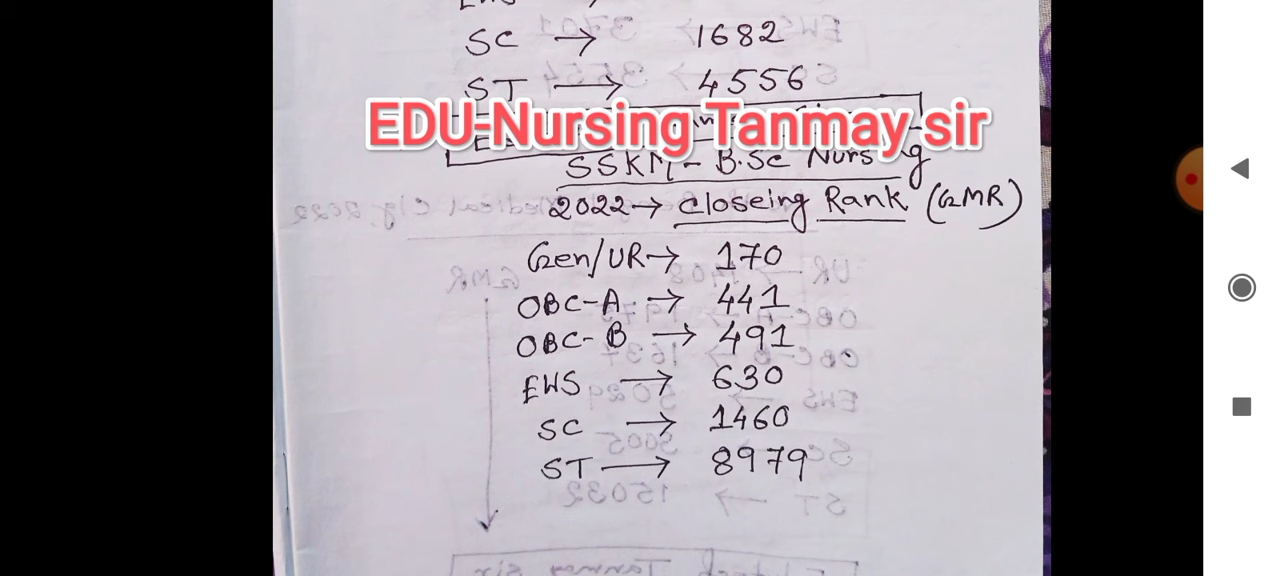 SC → 1682
ST → 4556
EDU-Nursing Tanmay sir
SSKM - B.Sc Nursing
2022 → Closeing Rank (GMR)
Gen/UR → 170
OBC-A → 441
OBC-B → 491
EWS → 630
SC → 1460
ST → 8979